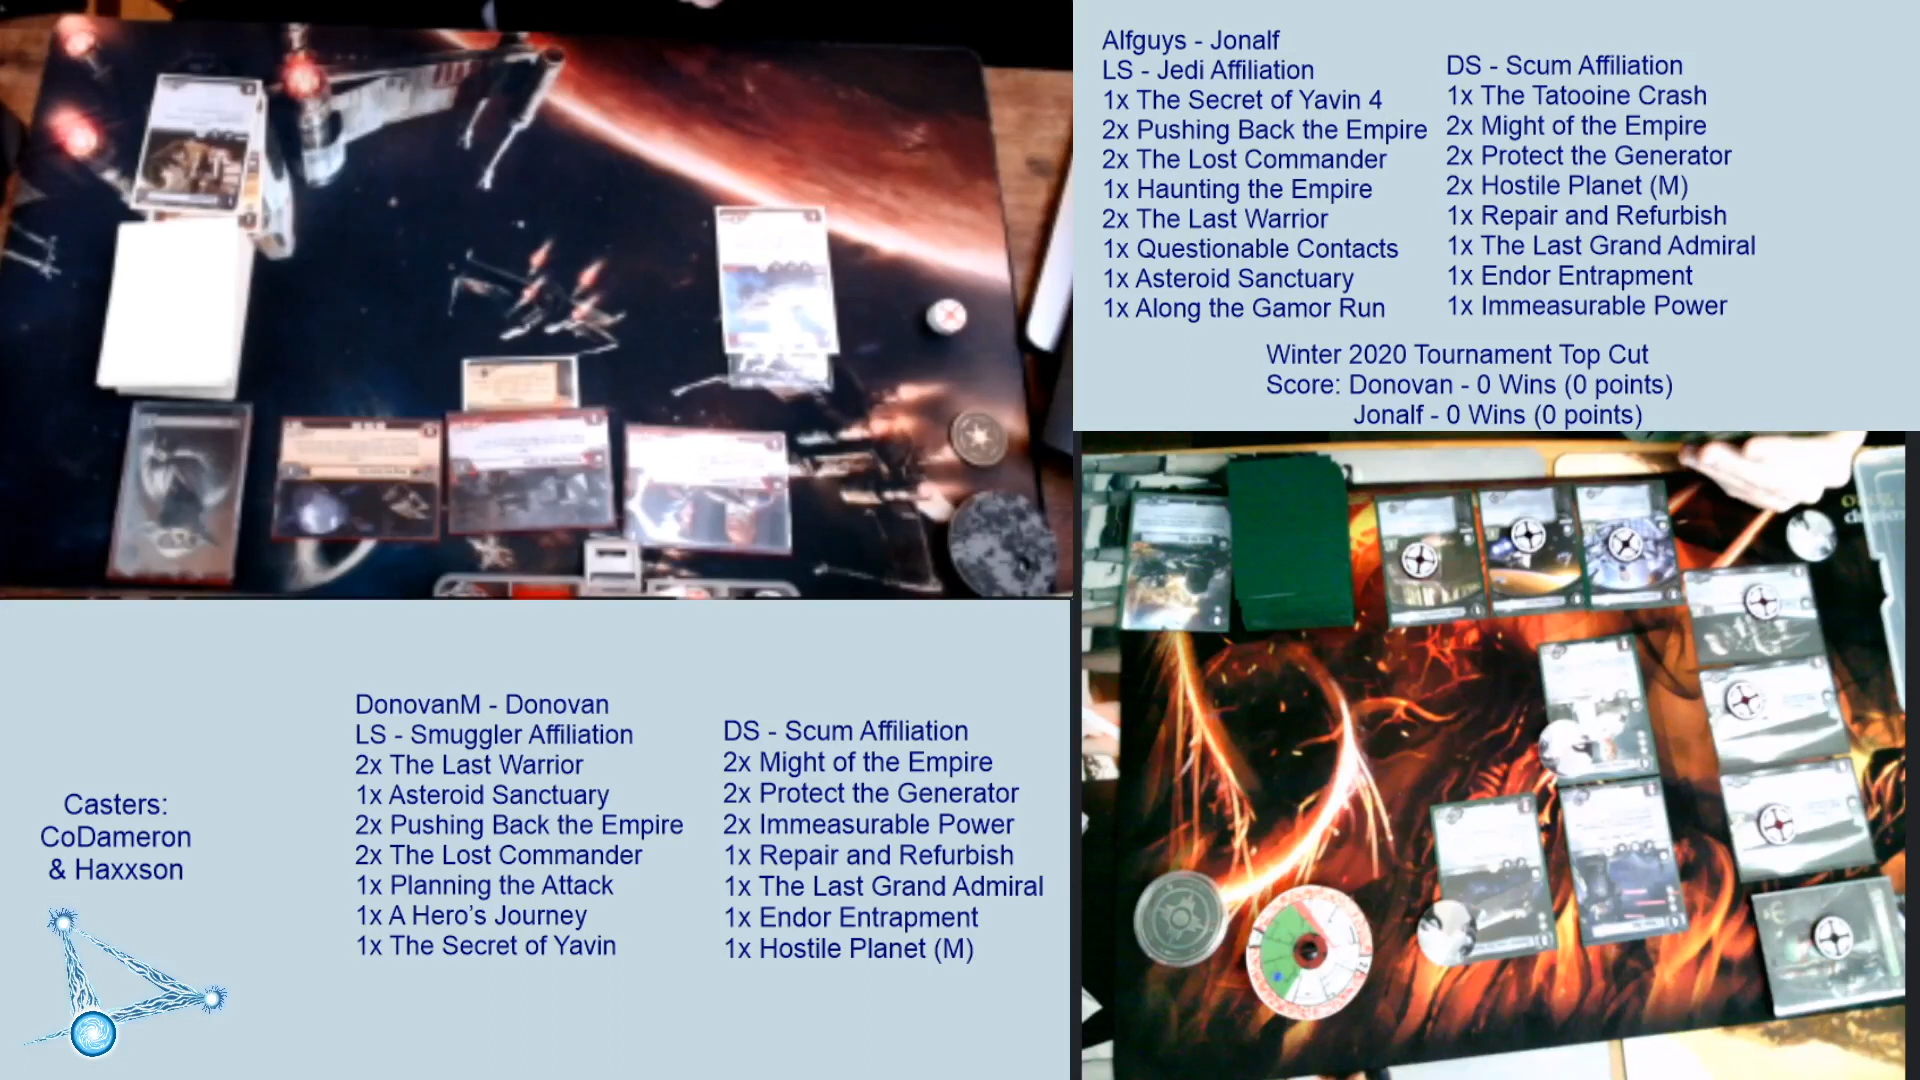 Alfguys - Jonalf
LS - Jedi Affiliation
1x The Secret of Yavin 4
2x Pushing Back the Empire
2x The Lost Commander
1x Haunting the Empire
2x The Last Warrior
1x Questionable Contacts
1x Asteroid Sanctuary
1x Along the Gamor Run
DS - Scum Affiliation
1x The Tatooine Crash
2x Might of the Empire
2x Protect the Generator
2x Hostile Planet (M)
1x Repair and Refurbish
1x The Last Grand Admiral
1x Endor Entrapment
1x Immeasurable Power
Winter 2020 Tournament Top Cut
Score: Donovan - 0 Wins (0 points)
Jonalf - 0 Wins (0 points)
DonovanM - Donovan
LS - Smuggler Affiliation
2x The Last Warrior
1x Asteroid Sanctuary
2x Pushing Back the Empire
2x The Lost Commander
1x Planning the Attack
1x A Hero's Journey
1x The Secret of Yavin
DS - Scum Affiliation
2x Might of the Empire
2x Protect the Generator
2x Immeasurable Power
1x Repair and Refurbish
1x The Last Grand Admiral
1x Endor Entrapment
1x Hostile Planet (M)
Casters:
CoDameron
& Haxxson